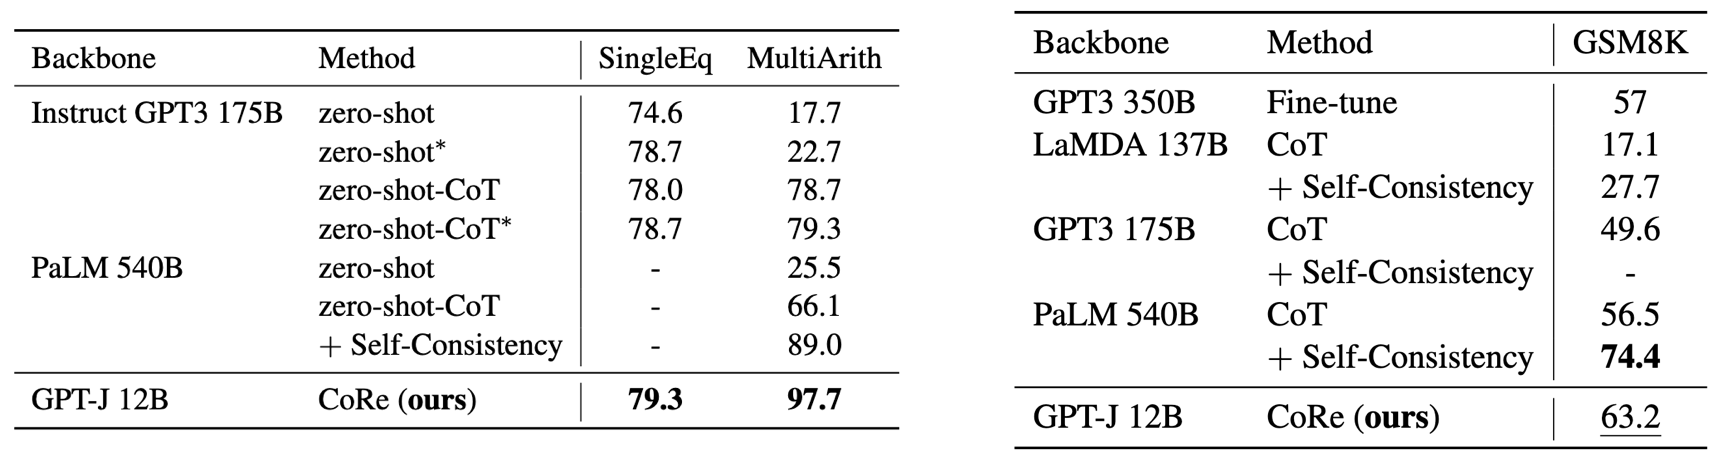 Backbone Method SingleEq MultiArith
Instruct GPT3 175B zero-shot 74.6 17.7
zero-shot* 78.7 22.7
zero-shot-CoT 78.0 78.7
zero-shot-CoT* 78.7 79.3
PaLM 540B zero-shot - 25.5
zero-shot-CoT - 66.1
+ Self-Consistency - 89.0
GPT-J 12B CoRe (ours) 79.3 97.7
Backbone Method GSM8K
GPT3 350B Fine-tune 57
LaMDA 137B CoT 17.1
+ Self-Consistency 27.7
GPT3 175B CoT 49.6
+ Self-Consistency -
PaLM 540B CoT 56.5
+ Self-Consistency 74.4
GPT-J 12B CoRe (ours) 63.2